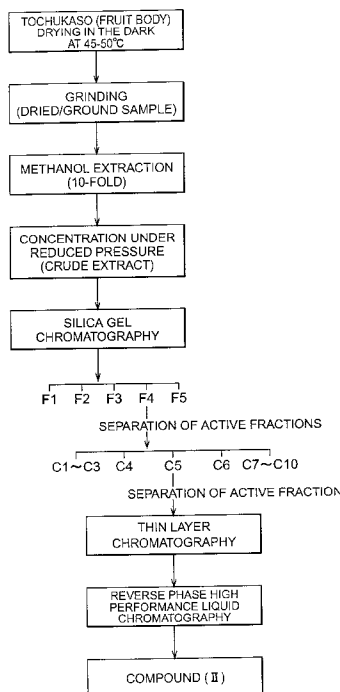 TOCHUKASO (FRUIT BODY)
DRYING IN THE DARK
AT 45-50°C
GRINDING
(DRIED/GROUND SAMPLE)
METHANOL EXTRACTION
(10-FOLD)
CONCENTRATION UNDER
REDUCED PRESSURE
(CRUDE EXTRACT)
SILICA GEL
CHROMATOGRAPHY
F1 F2 F3 F4 F5
SEPARATION OF ACTIVE FRACTIONS
C1~C3 C4 C5 C6 C7~C10
SEPARATION OF ACTIVE FRACTION
THIN LAYER
CHROMATOGRAPHY
REVERSE PHASE HIGH
PERFORMANCE LIQUID
CHROMATOGRAPHY
COMPOUND (Ⅱ)